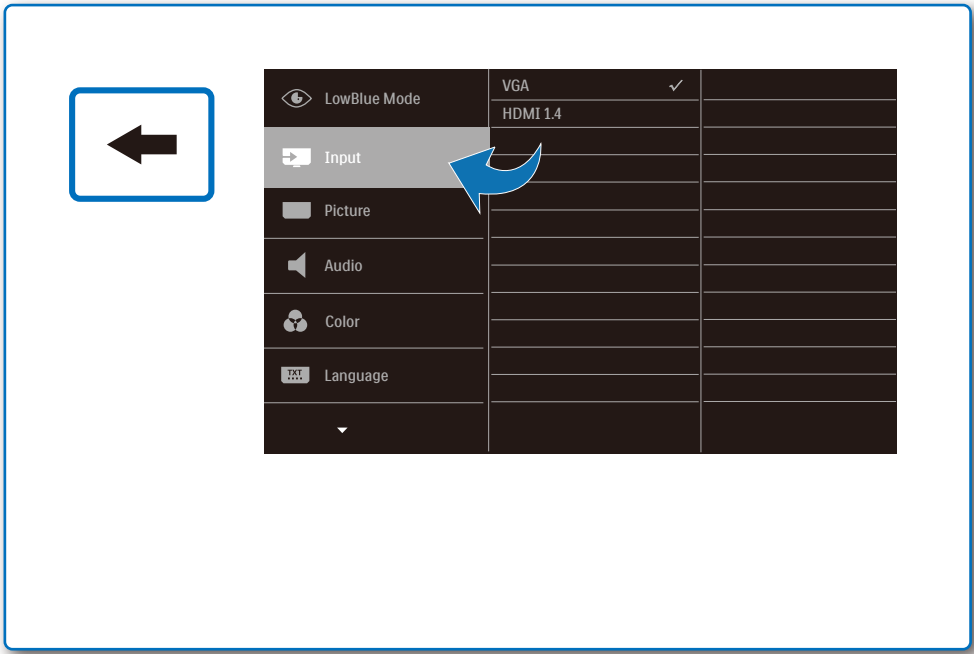 LowBlue Mode
VGA
HDMI 1.4
Input
Picture
Audio
Color
TXT
Language